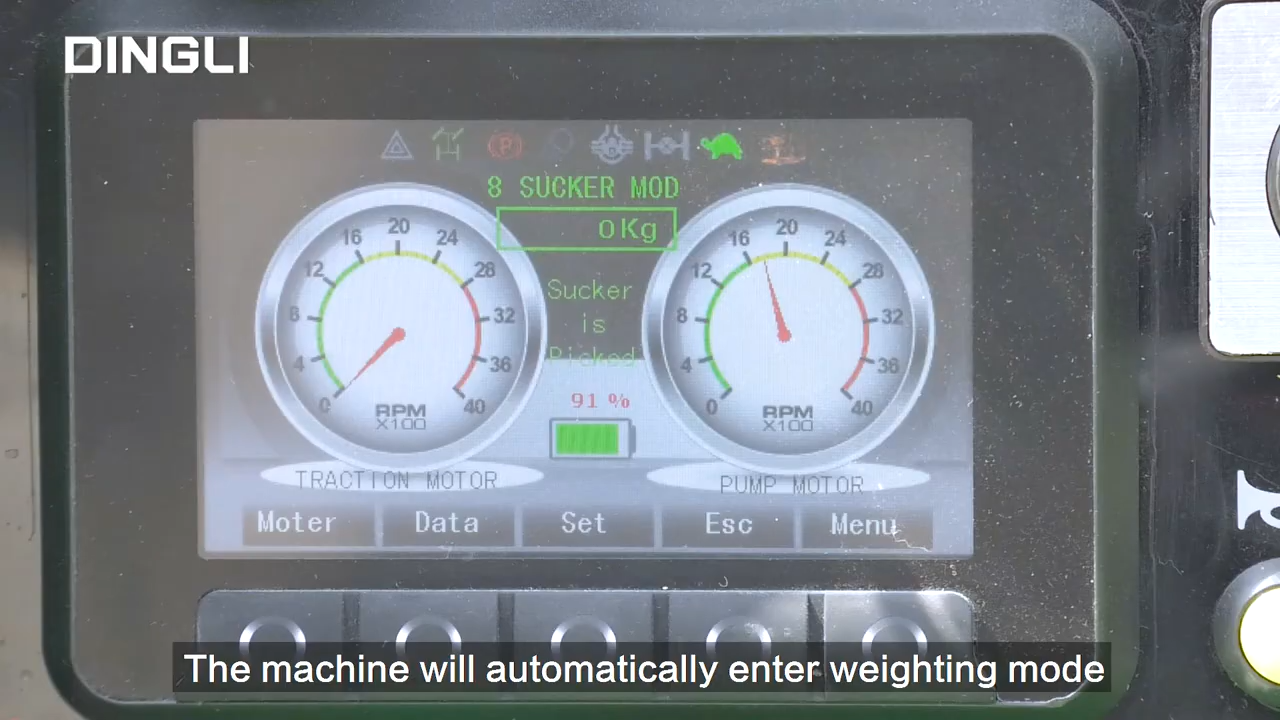 DINGLI
P
8 SUCKER MOD
0Kg
Sucker
is
Picked
91 %
0 4 8 12 16 20 24 28 32 36 40
RPM
X100
TRACTION MOTOR
0 4 8 12 16 20 24 28 32 36 40
RPM
X100
PUMP MOTOR
Moter Data Set Esc Menu
The machine will automatically enter weighting mode